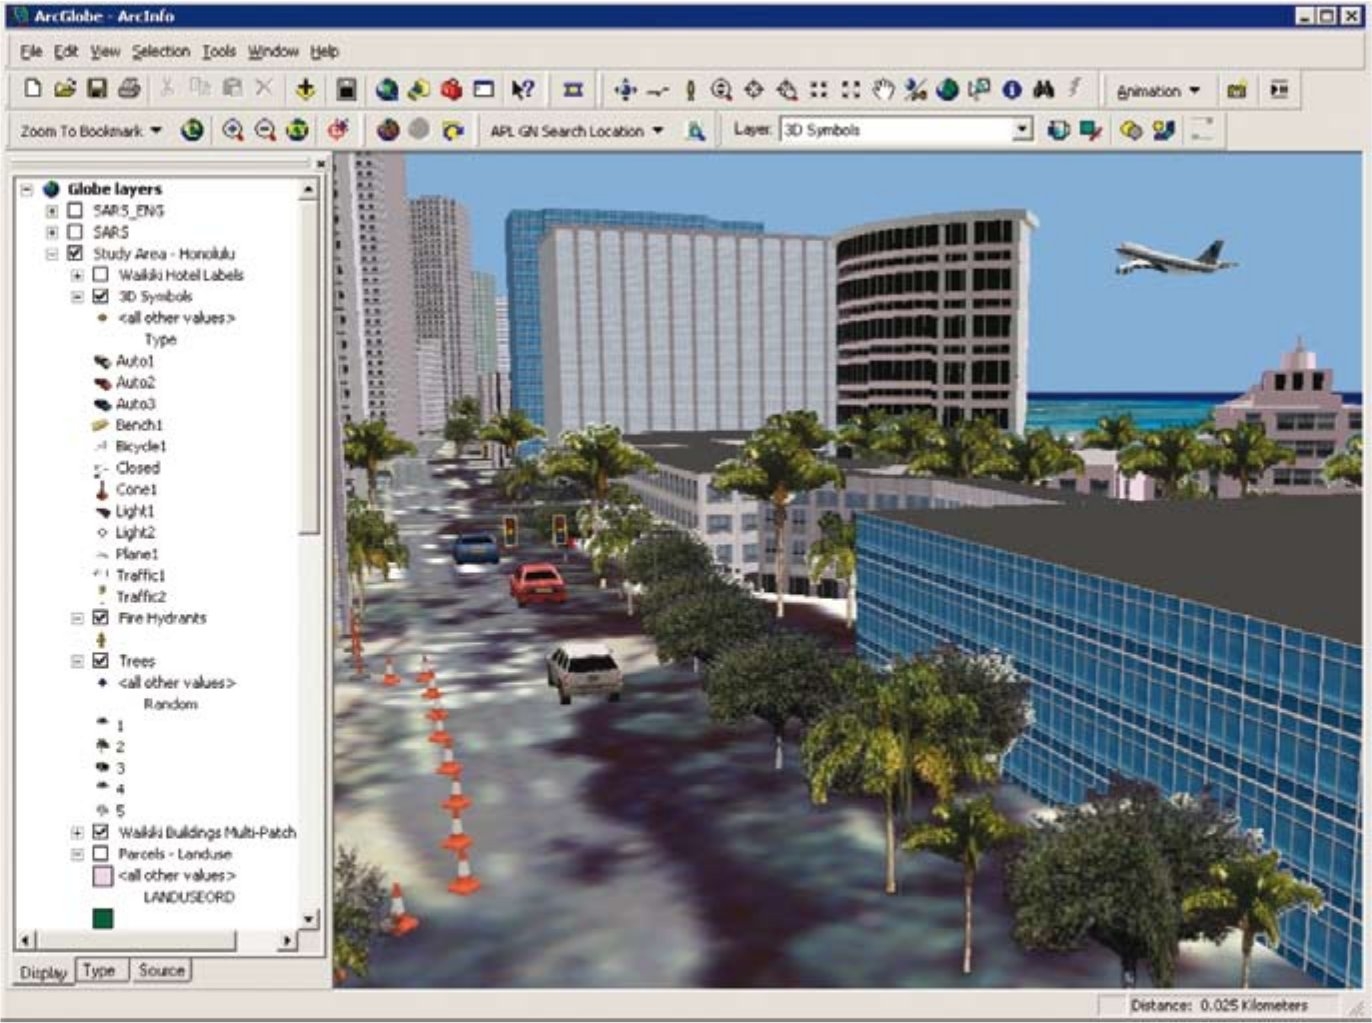 ArcGlobe - ArcInfo
File Edit View Selection Tools Window Help
Animation
Zoom To Bookmark
APL GN Search Location
Layer: 3D Symbols
Globe layers
SARS_ENG
SARS
Study Area - Honolulu
Waikiki Hotel Labels
3D Symbols
<all other values>
Type
Auto1
Auto2
Auto3
Bench1
Bicycle1
Closed
Cone1
Light1
Light2
Plane1
Traffic1
Traffic2
Fire Hydrants
Trees
<all other values>
Random
1
2
3
4
5
Waikiki Buildings Multi-Patch
Parcels - Landuse
<all other values>
LANDUSEORD
Display Type Source
Distance: 0.025 Kilometers